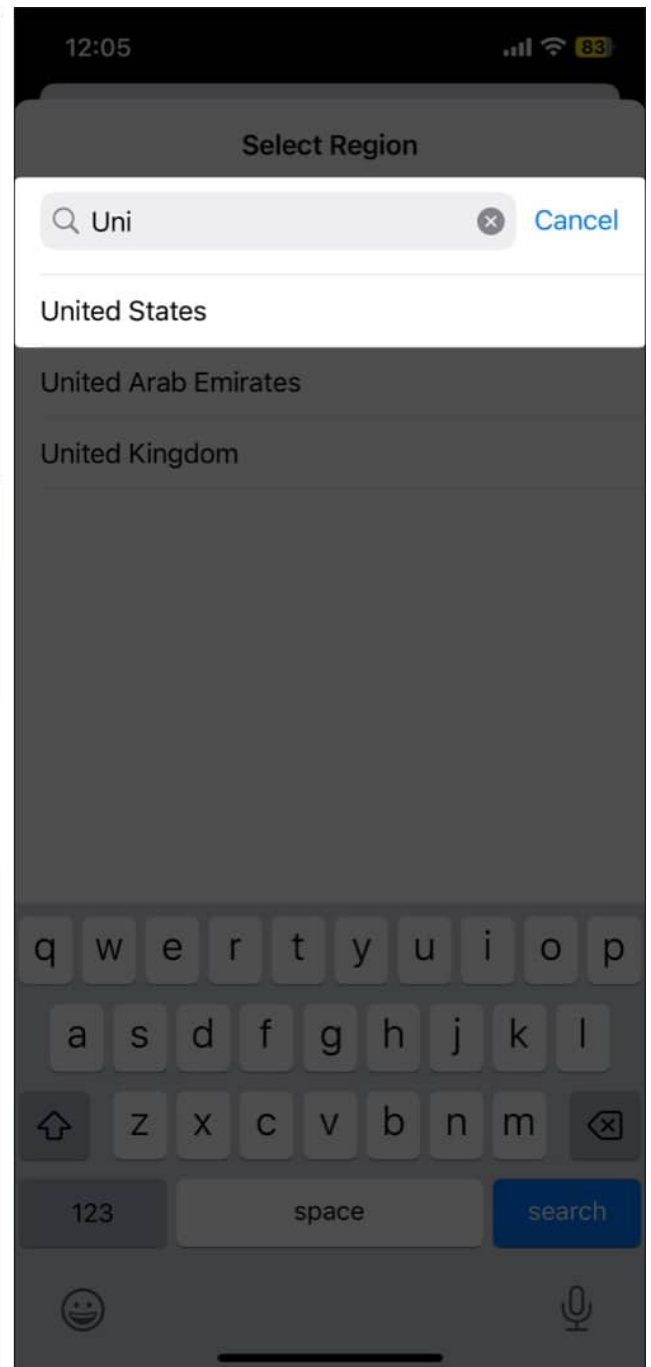 12:05 83
Select Region
Uni Cancel
United States
United Arab Emirates
United Kingdom
q w e r t y u i o p
a s d f g h j k l
z x c v b n m
123 space search